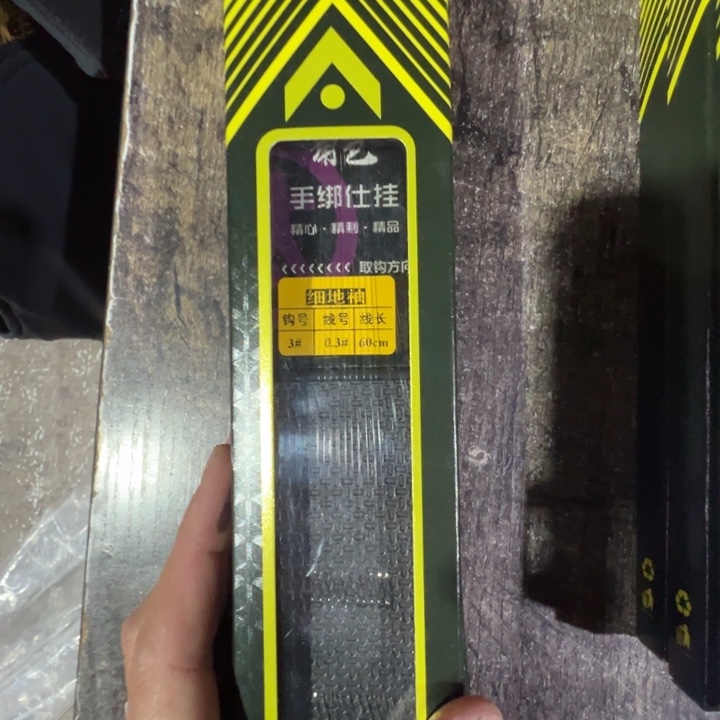 手绑仕挂
精心·精利·精品
‹‹‹‹‹‹‹‹ 取钩方向
细地袖
钩号 线号 线长
3# 0.3# 60cm